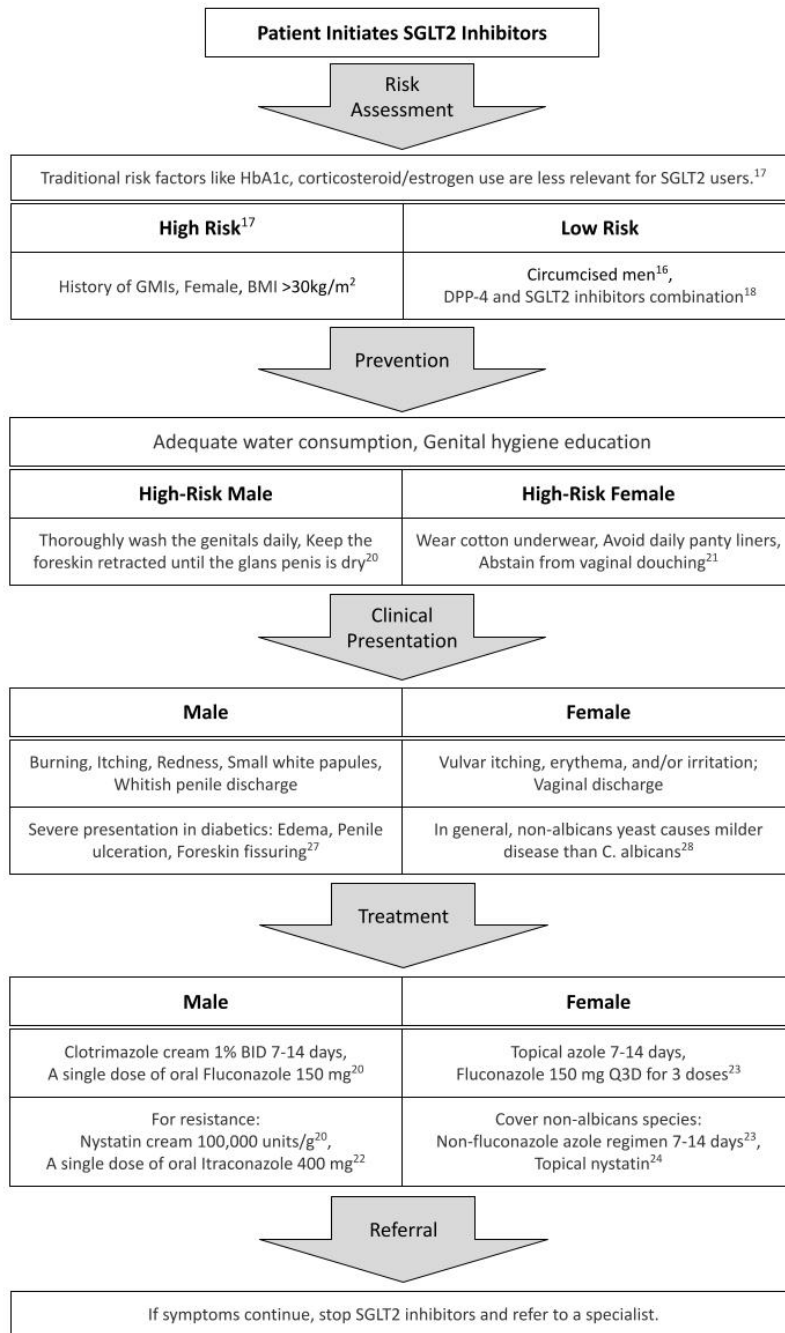 Patient Initiates SGLT2 Inhibitors
Risk
Assessment
Traditional risk factors like HbA1c, corticosteroid/estrogen use are less relevant for SGLT2 users.17
High Risk17
Low Risk
History of GMIs, Female, BMI >30kg/m2
Circumcised men16,
DPP-4 and SGLT2 inhibitors combination18
Prevention
Adequate water consumption, Genital hygiene education
High-Risk Male
High-Risk Female
Thoroughly wash the genitals daily, Keep the
foreskin retracted until the glans penis is dry20
Wear cotton underwear, Avoid daily panty liners,
Abstain from vaginal douching21
Clinical
Presentation
Male
Female
Burning, Itching, Redness, Small white papules,
Whitish penile discharge
Vulvar itching, erythema, and/or irritation;
Vaginal discharge
Severe presentation in diabetics: Edema, Penile
ulceration, Foreskin fissuring27
In general, non-albicans yeast causes milder
disease than C. albicans28
Treatment
Male
Female
Clotrimazole cream 1% BID 7-14 days,
A single dose of oral Fluconazole 150 mg20
Topical azole 7-14 days,
Fluconazole 150 mg Q3D for 3 doses23
For resistance:
Nystatin cream 100,000 units/g20,
A single dose of oral Itraconazole 400 mg22
Cover non-albicans species:
Non-fluconazole azole regimen 7-14 days23,
Topical nystatin24
Referral
If symptoms continue, stop SGLT2 inhibitors and refer to a specialist.